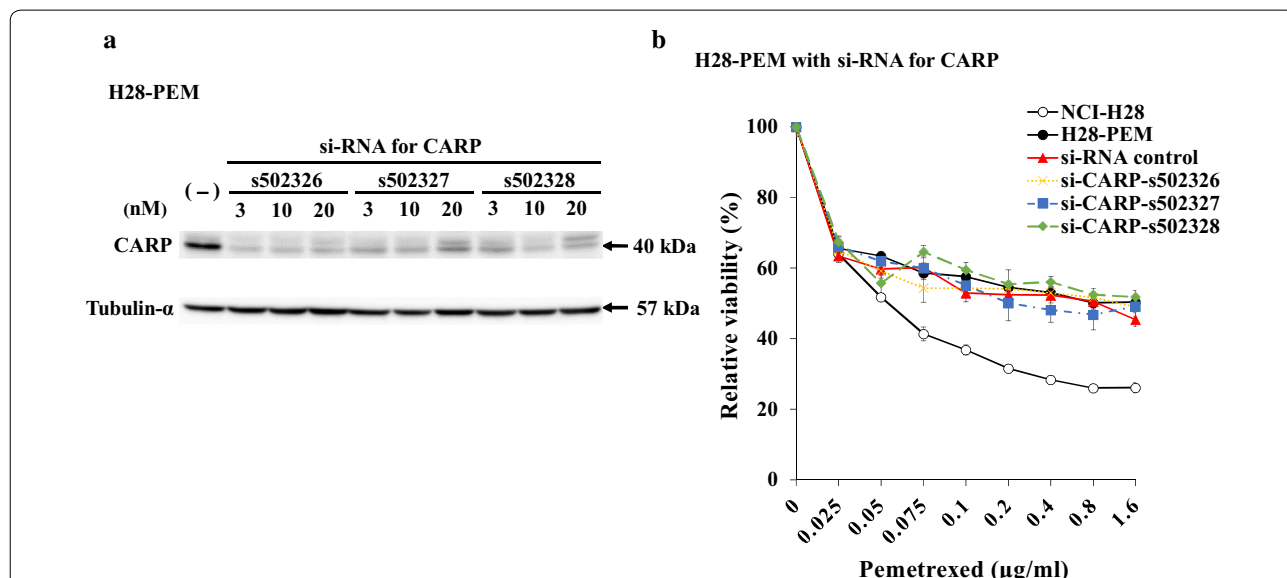 a
H28-PEM
si-RNA for CARP
(–) s502326 s502327 s502328
(nM) 3 10 20 3 10 20 3 10 20
CARP 40 kDa
Tubulin-α 57 kDa
b
H28-PEM with si-RNA for CARP
NCI-H28
H28-PEM
si-RNA control
si-CARP-s502326
si-CARP-s502327
si-CARP-s502328
Relative viability (%)
100
80
60
40
20
0
0 0.025 0.05 0.075 0.1 0.2 0.4 0.8 1.6
Pemetrexed (µg/ml)